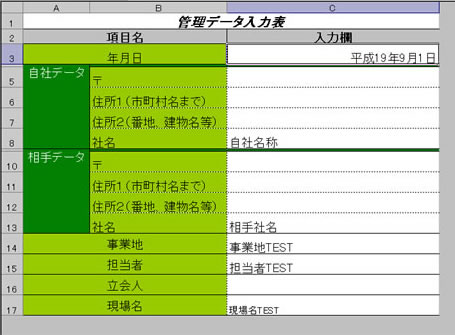 A B C
1 管理データ入力表
2 項目名 入力欄
3 年月日 平成19年9月1日
5 自社データ 〒
6 住所1(市町村名まで)
7 住所2(番地、建物名等)
8 社名 自社名称
10 相手データ 〒
11 住所1(市町村名まで)
12 住所2(番地、建物名等)
13 社名 相手社名
14 事業地 事業地TEST
15 担当者 担当者TEST
16 立会人
17 現場名 現場名TEST